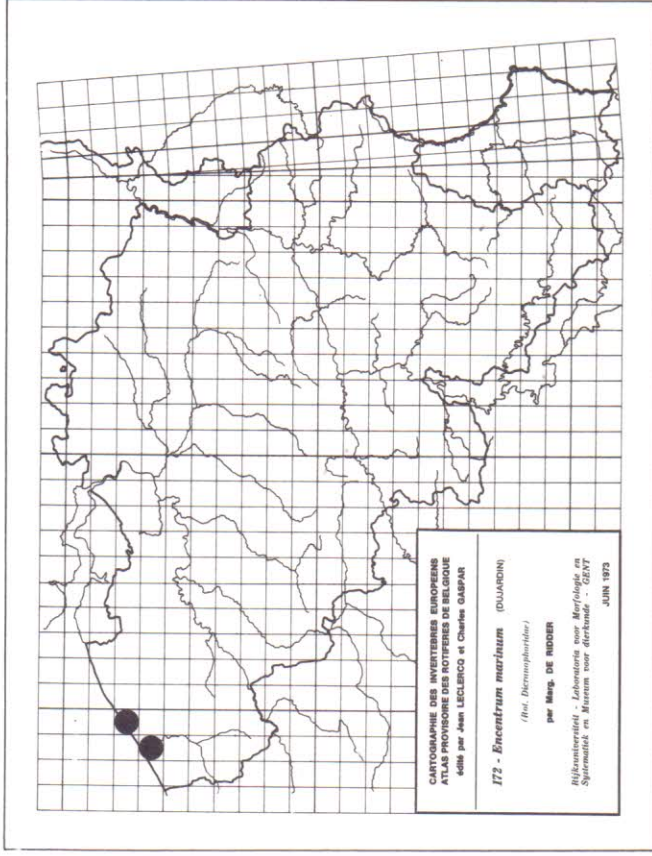 CARTOGRAPHIE DES INVERTEBRES EUROPEENS
ATLAS PROVISOIRE DES ROTIFERES DE BELGIQUE
édité par Jean LECLERCQ et Charles GASPAR
172 - Encentrum marinum (DUJARDIN)
(Rot. Dicranophoridae)
par Marg. DE RIDDER
Rijksuniversiteit - Laboratoria voor Morfologie en
Systematiek en Museum voor dierkunde - GENT
JUIN 1973